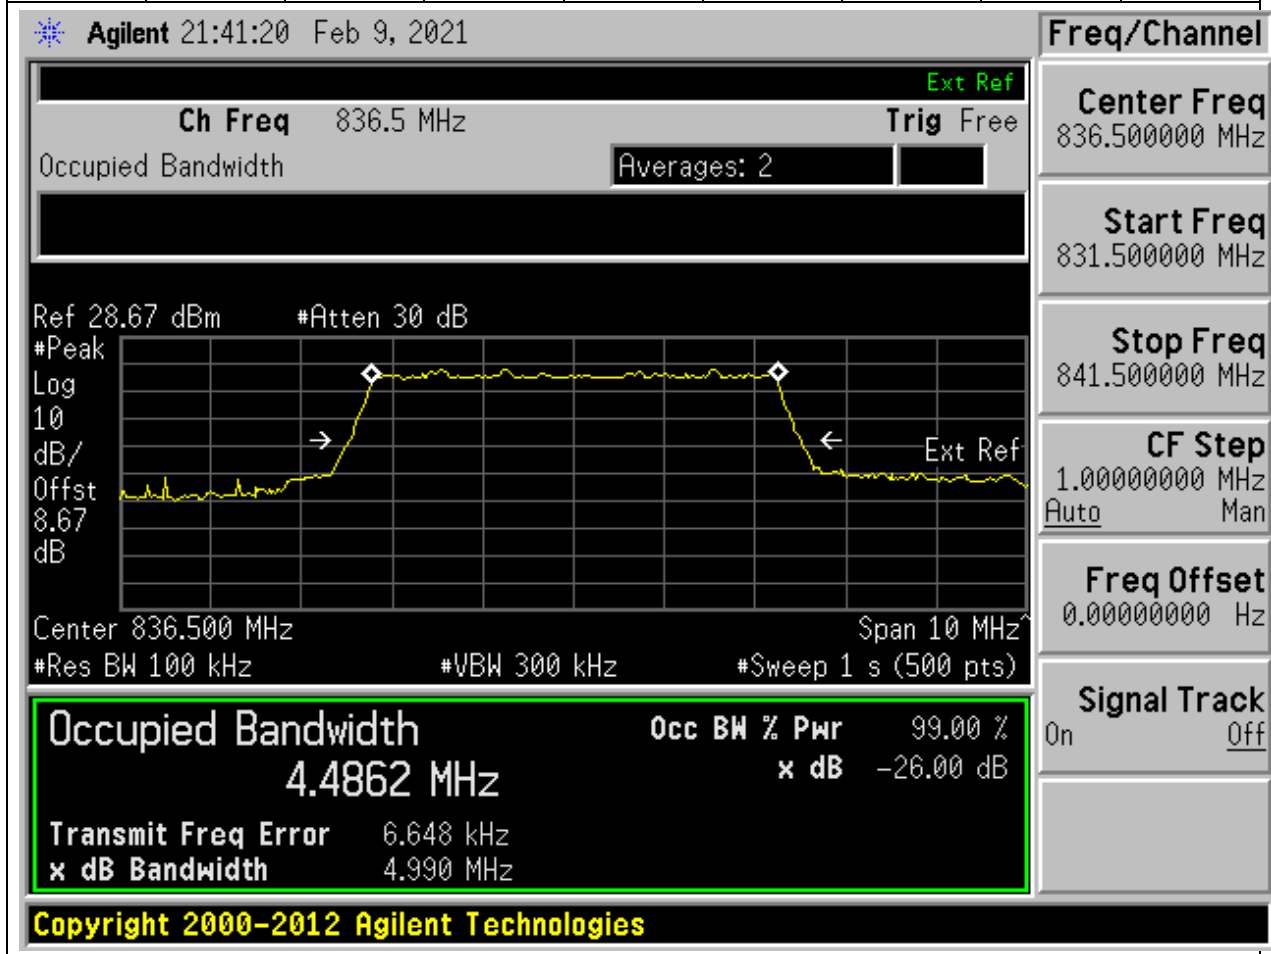 Agilent 21:41:20 Feb 9, 2021
Freq/Channel
Ext Ref
Ch Freq 836.5 MHz
Trig Free
Occupied Bandwidth
Averages: 2
Ref 28.67 dBm #Atten 30 dB
#Peak
Log
10
dB/
Offst
8.67
dB
Ext Ref
Center 836.500 MHz
Span 10 MHz^
#Res BW 100 kHz
#VBW 300 kHz
#Sweep 1 s (500 pts)
Occupied Bandwidth
4.4862 MHz
Occ BW % Pwr 99.00 %
x dB -26.00 dB
Transmit Freq Error 6.648 kHz
x dB Bandwidth 4.990 MHz
Center Freq
836.500000 MHz
Start Freq
831.500000 MHz
Stop Freq
841.500000 MHz
CF Step
1.00000000 MHz
Auto Man
Freq Offset
0.00000000 Hz
Signal Track
On Off
Copyright 2000-2012 Agilent Technologies